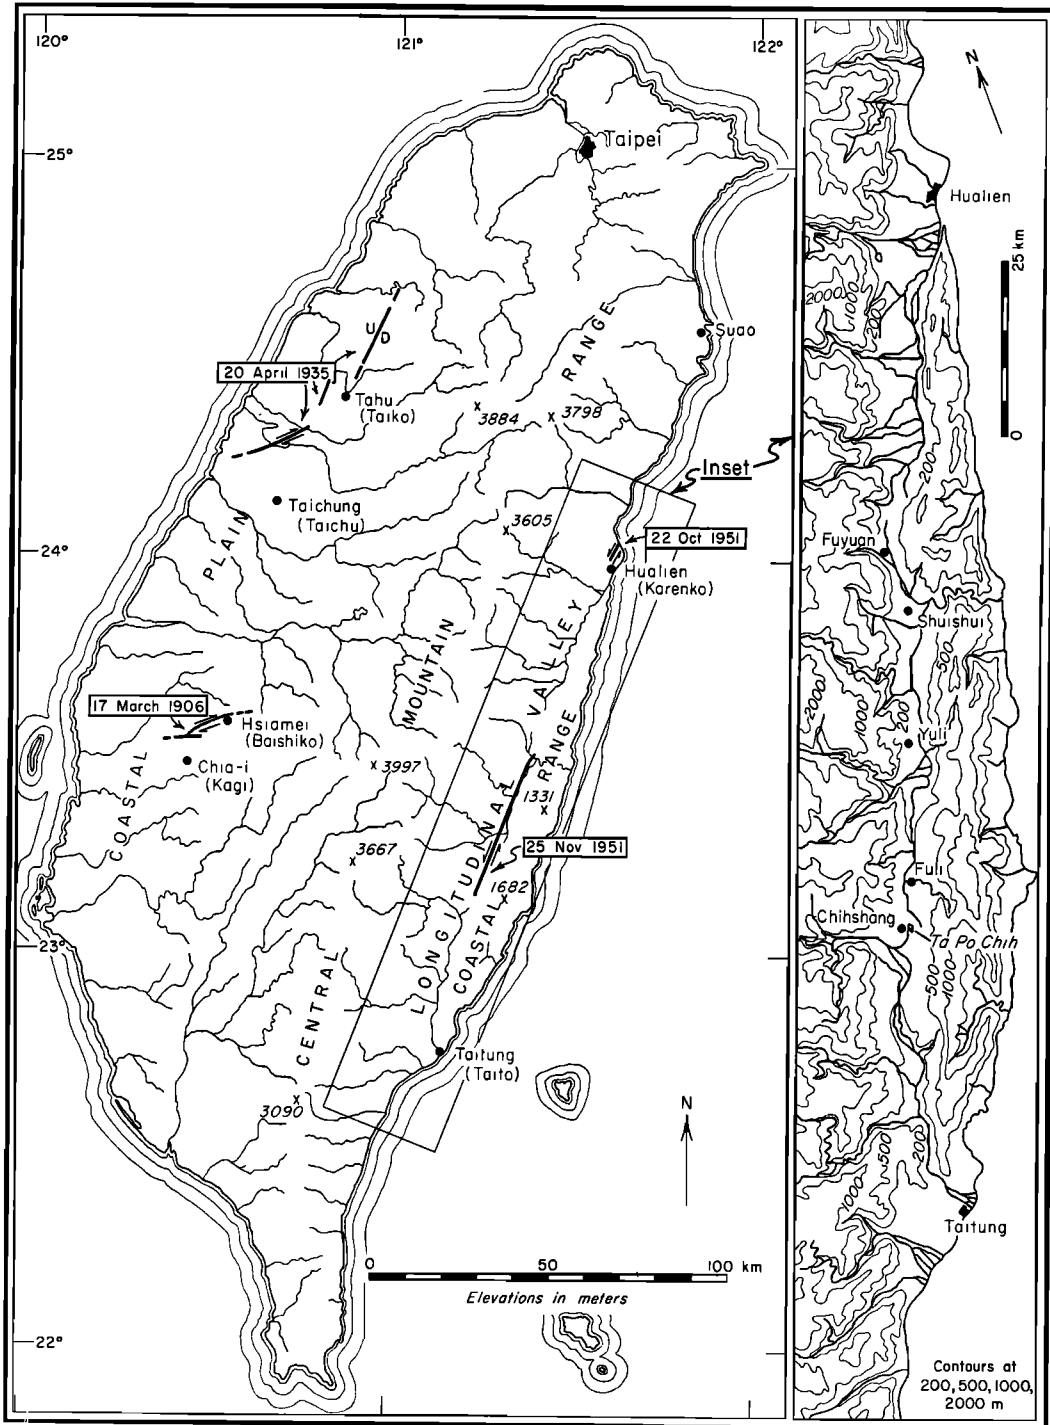 120°
121°
122°
25°
24°
23°
22°
Taipei
Suao
U
D
20 April 1935
Tahu
(Taiko)
3884
3798
RANGE
Inset
Taichung
(Taichu)
3605
22 Oct 1951
Hualien
(Karenko)
PLAIN
MOUNTAIN
VALLEY
17 March 1906
Hsiamei
(Baishiko)
Chia-i
(Kagi)
COASTAL
3997
RANGE
1331
3667
25 Nov 1951
1682
LONGITUDINAL
COASTAL
CENTRAL
Taitung
(Taito)
3090
N
0 50 100 km
Elevations in meters
N
Hualien
25 km
0
2000
1000
200
200
Fuyuan
Shuishui
500
2000
1000
200
Yuli
Fuli
Chihshang
Ta Po Chih
500
1000
200
500
1000
Taitung
Contours at
200, 500, 1000,
2000 m